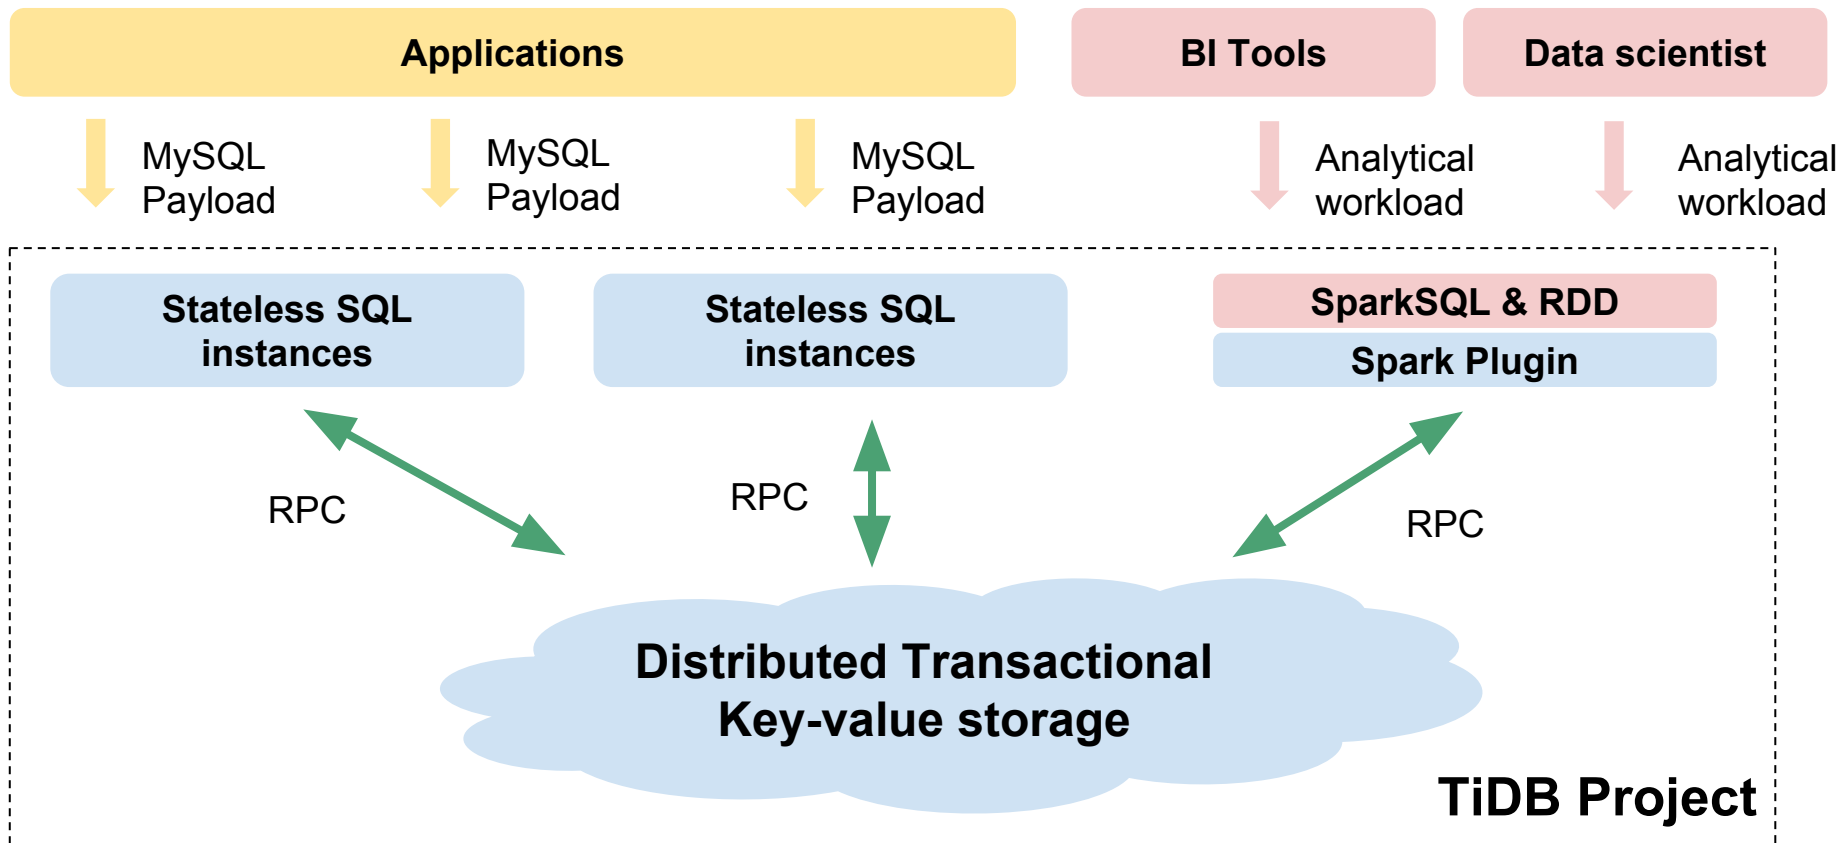 Applications
BI Tools
Data scientist
MySQL
Payload
MySQL
Payload
MySQL
Payload
Analytical
workload
Analytical
workload
Stateless SQL
instances
Stateless SQL
instances
SparkSQL & RDD
Spark Plugin
RPC
RPC
RPC
Distributed Transactional
Key-value storage
TiDB Project